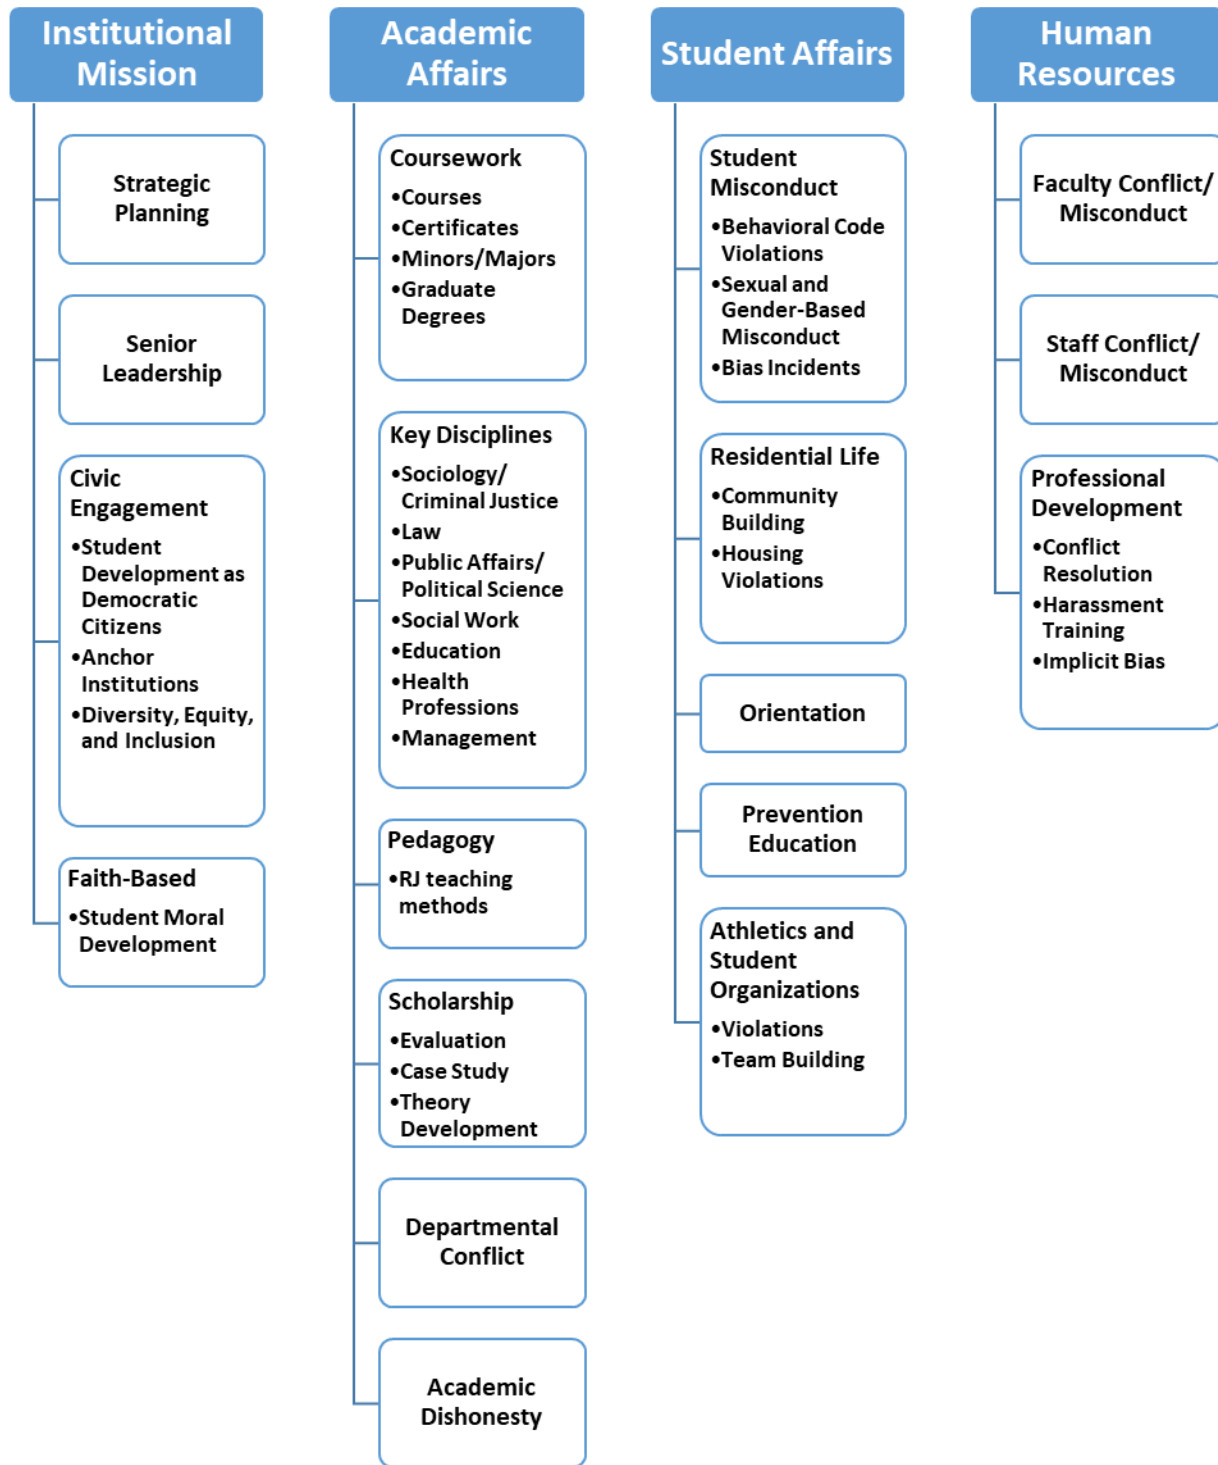 Institutional
Mission
Strategic
Planning
Senior
Leadership
Civic
Engagement
•Student
Development as
Democratic
Citizens
•Anchor
Institutions
•Diversity, Equity,
and Inclusion
Faith-Based
•Student Moral
Development
Academic
Affairs
Coursework
•Courses
•Certificates
•Minors/Majors
•Graduate
Degrees
Key Disciplines
•Sociology/
Criminal Justice
•Law
•Public Affairs/
Political Science
•Social Work
•Education
•Health
Professions
•Management
Pedagogy
•RJ teaching
methods
Scholarship
•Evaluation
•Case Study
•Theory
Development
Departmental
Conflict
Academic
Dishonesty
Student Affairs
Student
Misconduct
•Behavioral Code
Violations
•Sexual and
Gender-Based
Misconduct
•Bias Incidents
Residential Life
•Community
Building
•Housing
Violations
Orientation
Prevention
Education
Athletics and
Student
Organizations
•Violations
•Team Building
Human
Resources
Faculty Conflict/
Misconduct
Staff Conflict/
Misconduct
Professional
Development
•Conflict
Resolution
•Harassment
Training
•Implicit Bias